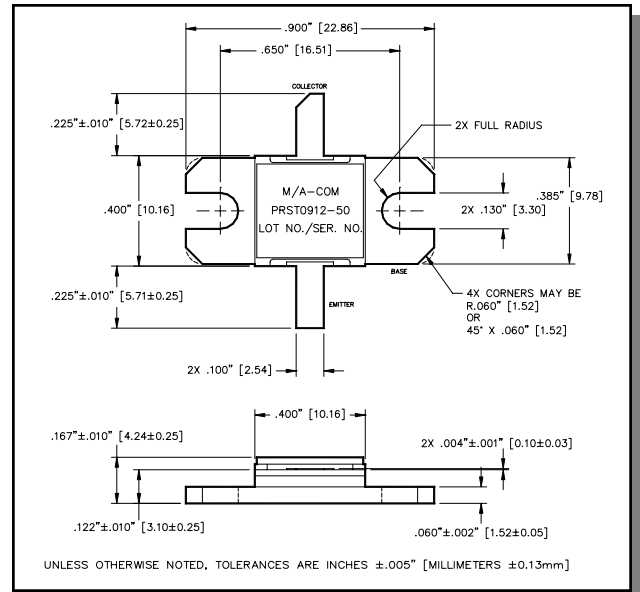 .900" [22.86]
.650" [16.51]
COLLECTOR
.225"±.010" [5.72±0.25]
2X FULL RADIUS
M/A-COM
PRST0912-50
LOT NO./SER. NO.
.400" [10.16]
2X .130" [3.30]
.385" [9.78]
BASE
.225"±.010" [5.71±0.25]
EMITTER
4X CORNERS MAY BE
R.060" [1.52]
OR
45° X .060" [1.52]
2X .100" [2.54]
.400" [10.16]
.167"±.010" [4.24±0.25]
2X .004"±.001" [0.10±0.03]
.122"±.010" [3.10±0.25]
.060"±.002" [1.52±0.05]
UNLESS OTHERWISE NOTED, TOLERANCES ARE INCHES ±.005" [MILLIMETERS ±0.13mm]